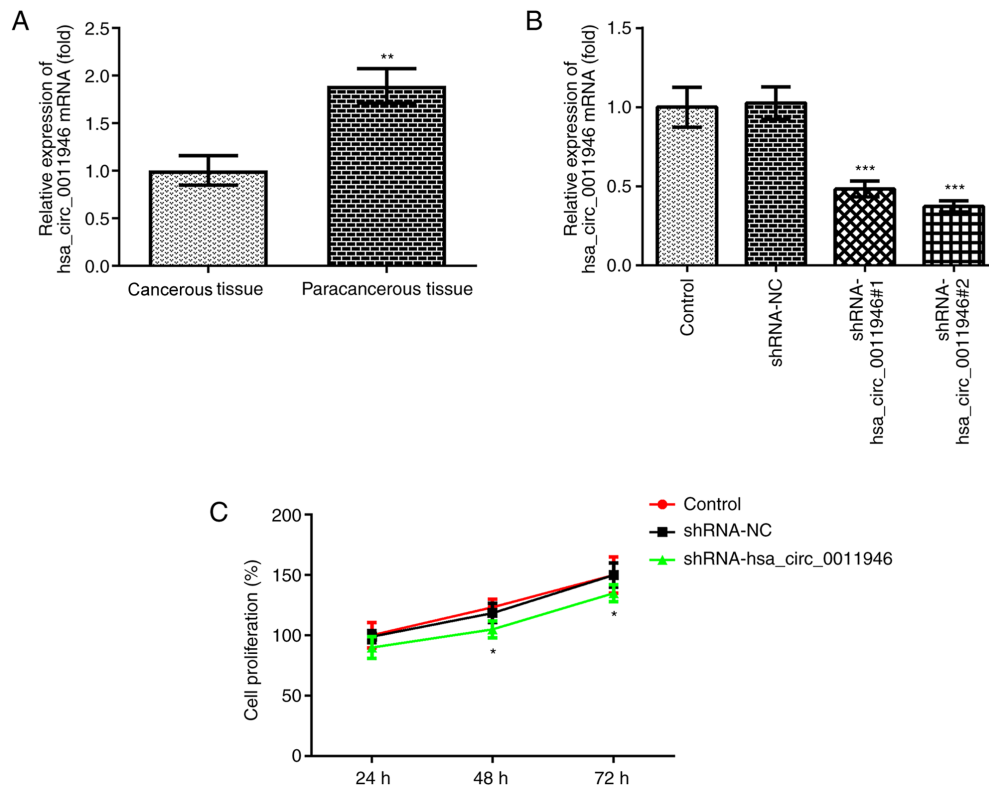 A
Relative expression of
hsa_circ_0011946 mRNA (fold)
2.5
2.0
1.5
1.0
0.5
0.0
**
Cancerous tissue
Paracancerous tissue
B
Relative expression of
hsa_circ_0011946 mRNA (fold)
1.5
1.0
0.5
0
***
***
Control
shRNA-NC
shRNA-
hsa_circ_0011946#1
shRNA-
hsa_circ_0011946#2
C
Cell proliferation (%)
200
150
100
50
0
*
*
24 h
48 h
72 h
Control
shRNA-NC
shRNA-hsa_circ_0011946